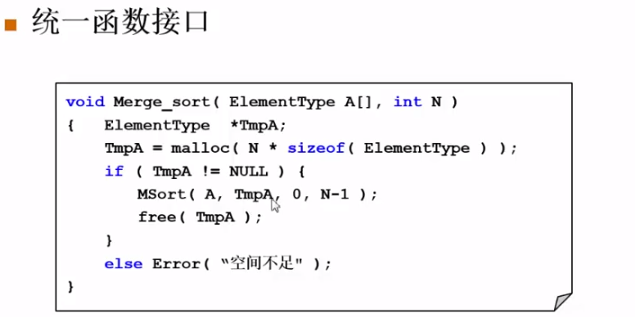 统一函数接口
void Merge_sort( ElementType A[], int N )
{ ElementType *TmpA;
TmpA = malloc( N * sizeof( ElementType ) );
if ( TmpA != NULL ) {
MSort( A, TmpA, 0, N-1 );
free( TmpA );
}
else Error( “空间不足" );
}